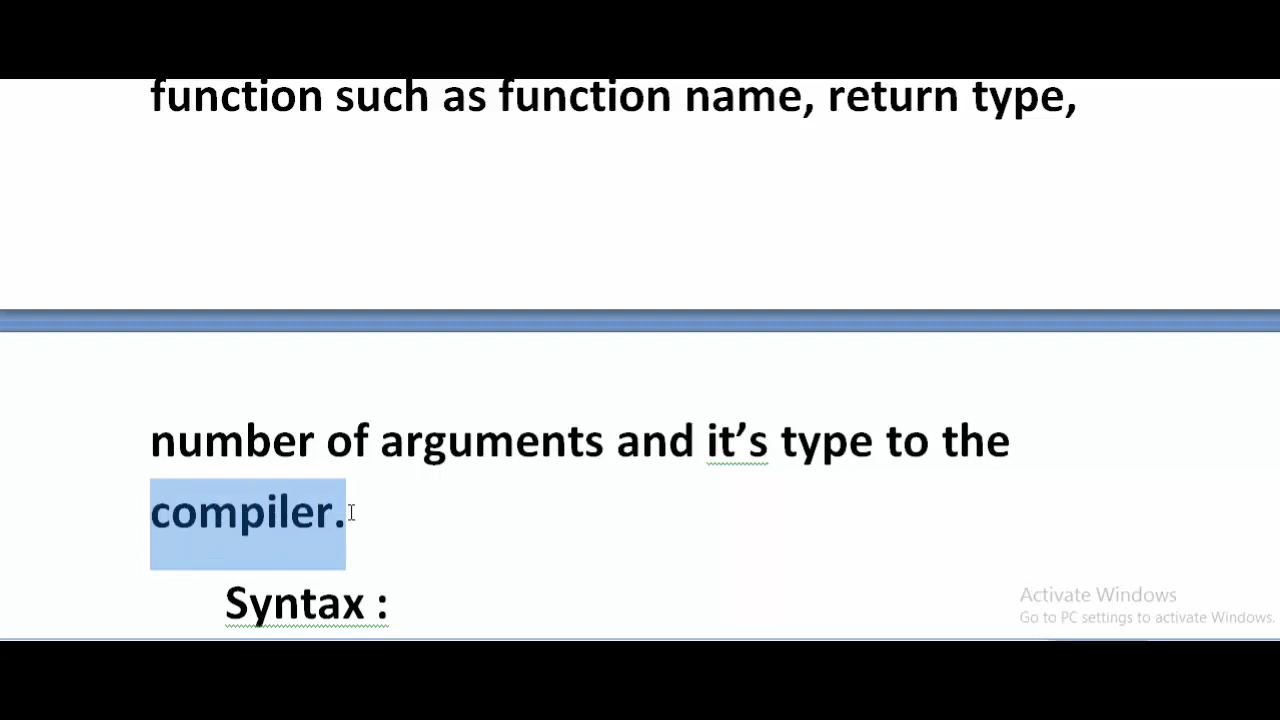 function such as function name, return type,
number of arguments and it’s type to the
compiler.
Syntax :
Activate Windows
Go to PC settings to activate Windows.